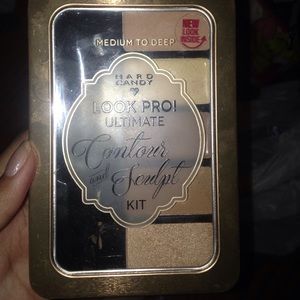 MEDIUM TO DEEP
NEW
LOOK
INSIDE
HARD
CANDY
LOOK PRO!
ULTIMATE
Contour
and Sculpt
KIT